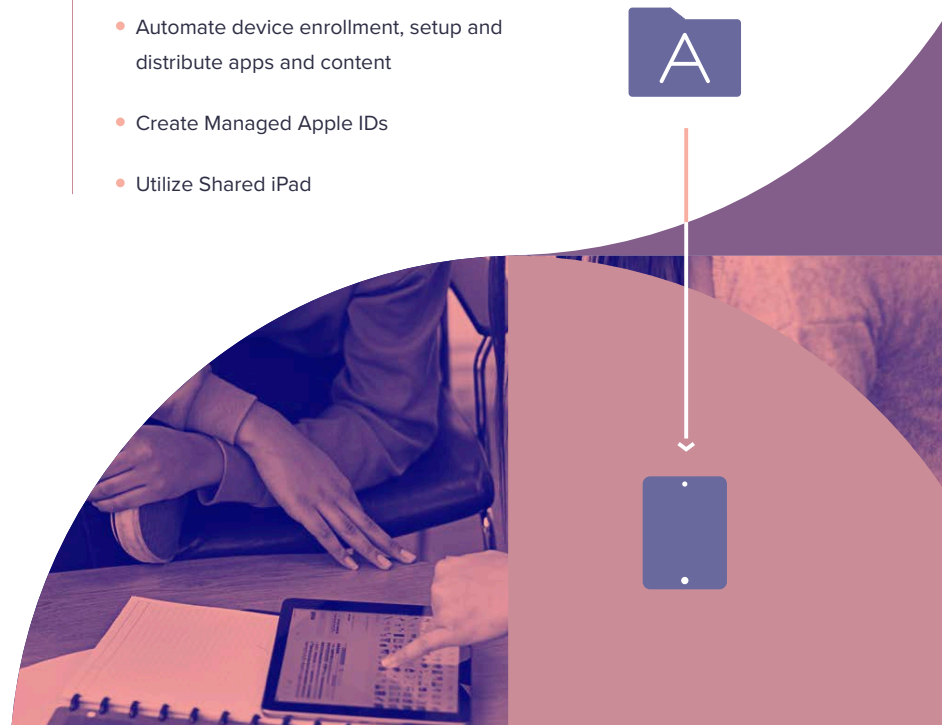 Automate device enrollment, setup and
distribute apps and content
Create Managed Apple IDs
Utilize Shared iPad